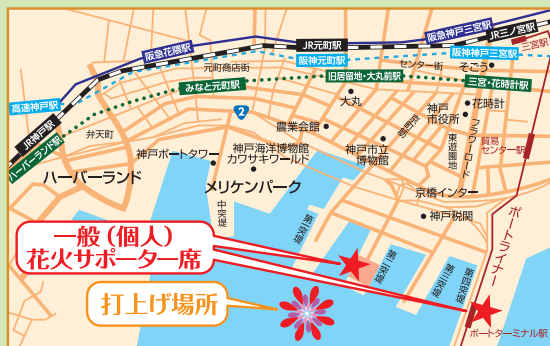 阪急花隈駅
JR元町駅
阪急神戸三宮駅
JR三ノ宮駅
三宮駅
元町商店街
阪神元町駅
センター街
阪神神戸三宮駅
そごう
高速神戸駅
みなと元町駅
旧居留地・大丸前駅
三宮・花時計駅
JR神戸駅
ハーバーランド駅
弁天町
2
大丸
農業会館
京町筋
神戸
市役所
花時計
フラワーロード
東遊園地
貿易
センター駅
神戸ポートタワー
神戸海洋博物館
カワサキワールド
神戸市立
博物館
ハーバーランド
メリケンパーク
京橋インター
神戸税関
中突堤
第一突堤
第二突堤
第三突堤
第四突堤
ポートライナー
ポートターミナル駅
一般(個人)
花火サポーター席
打上げ場所